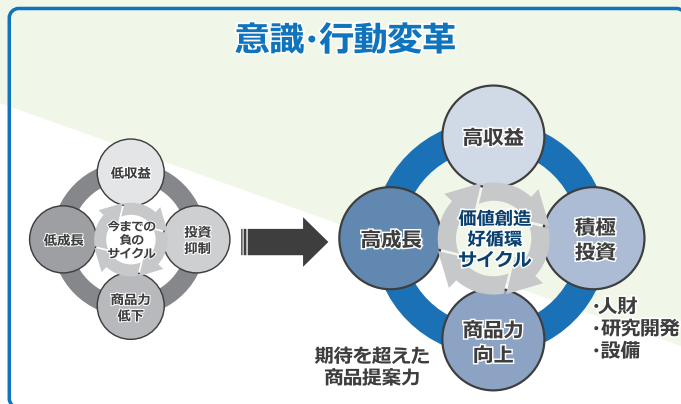 意識・行動変革
低収益
投資
抑制
商品力
低下
低成長
今までの
負の
サイクル
高収益
積極
投資
・人財
・研究開発
・設備
商品力
向上
期待を超えた
商品提案力
高成長
価値創造
好循環
サイクル